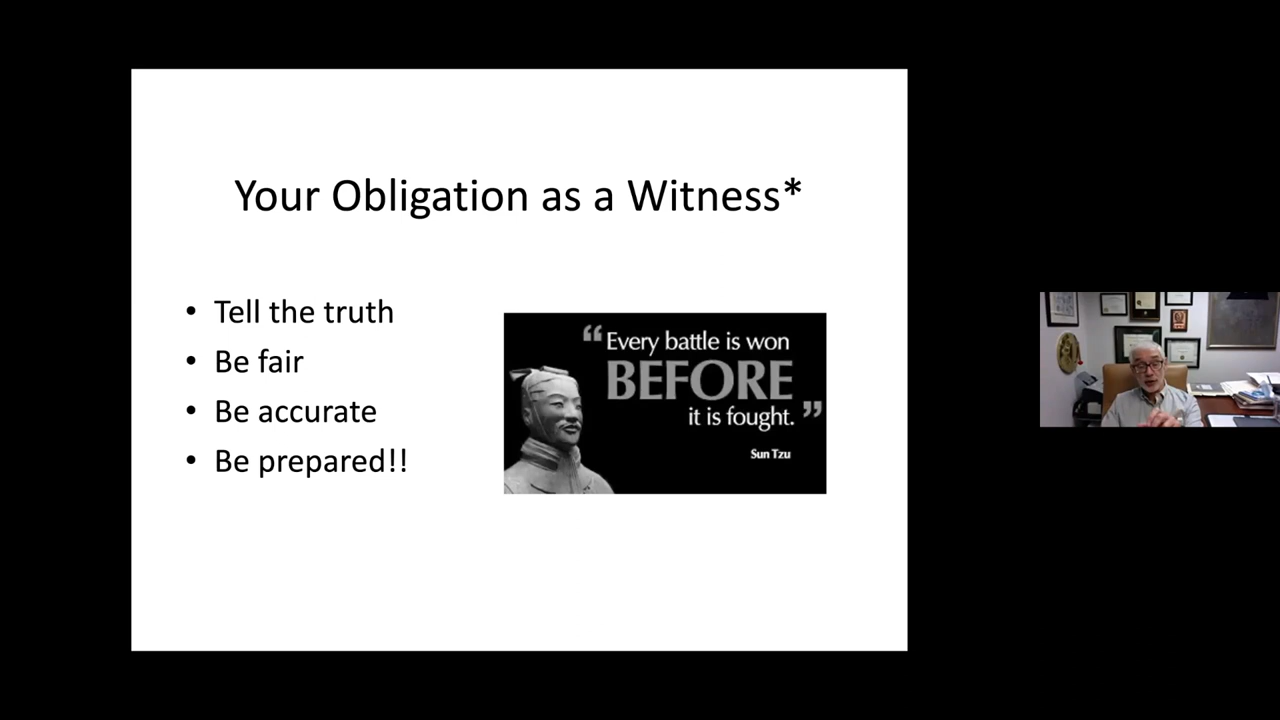 Your Obligation as a Witness*
• Tell the truth
• Be fair
• Be accurate
• Be prepared!!
“Every battle is won
BEFORE
it is fought.”
Sun Tzu